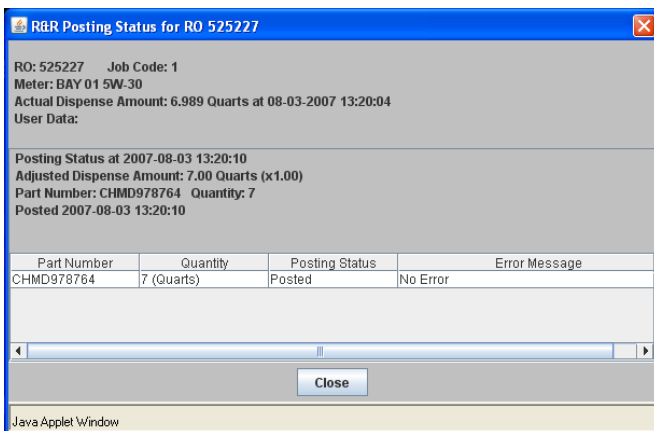 R&R Posting Status for RO 525227
RO: 525227 Job Code: 1
Meter: BAY 01 5W-30
Actual Dispense Amount: 6.989 Quarts at 08-03-2007 13:20:04
User Data:
Posting Status at 2007-08-03 13:20:10
Adjusted Dispense Amount: 7.00 Quarts (x1.00)
Part Number: CHMD978764 Quantity: 7
Posted 2007-08-03 13:20:10
Part Number Quantity Posting Status Error Message
CHMD978764 7 (Quarts) Posted No Error
Close
Java Applet Window